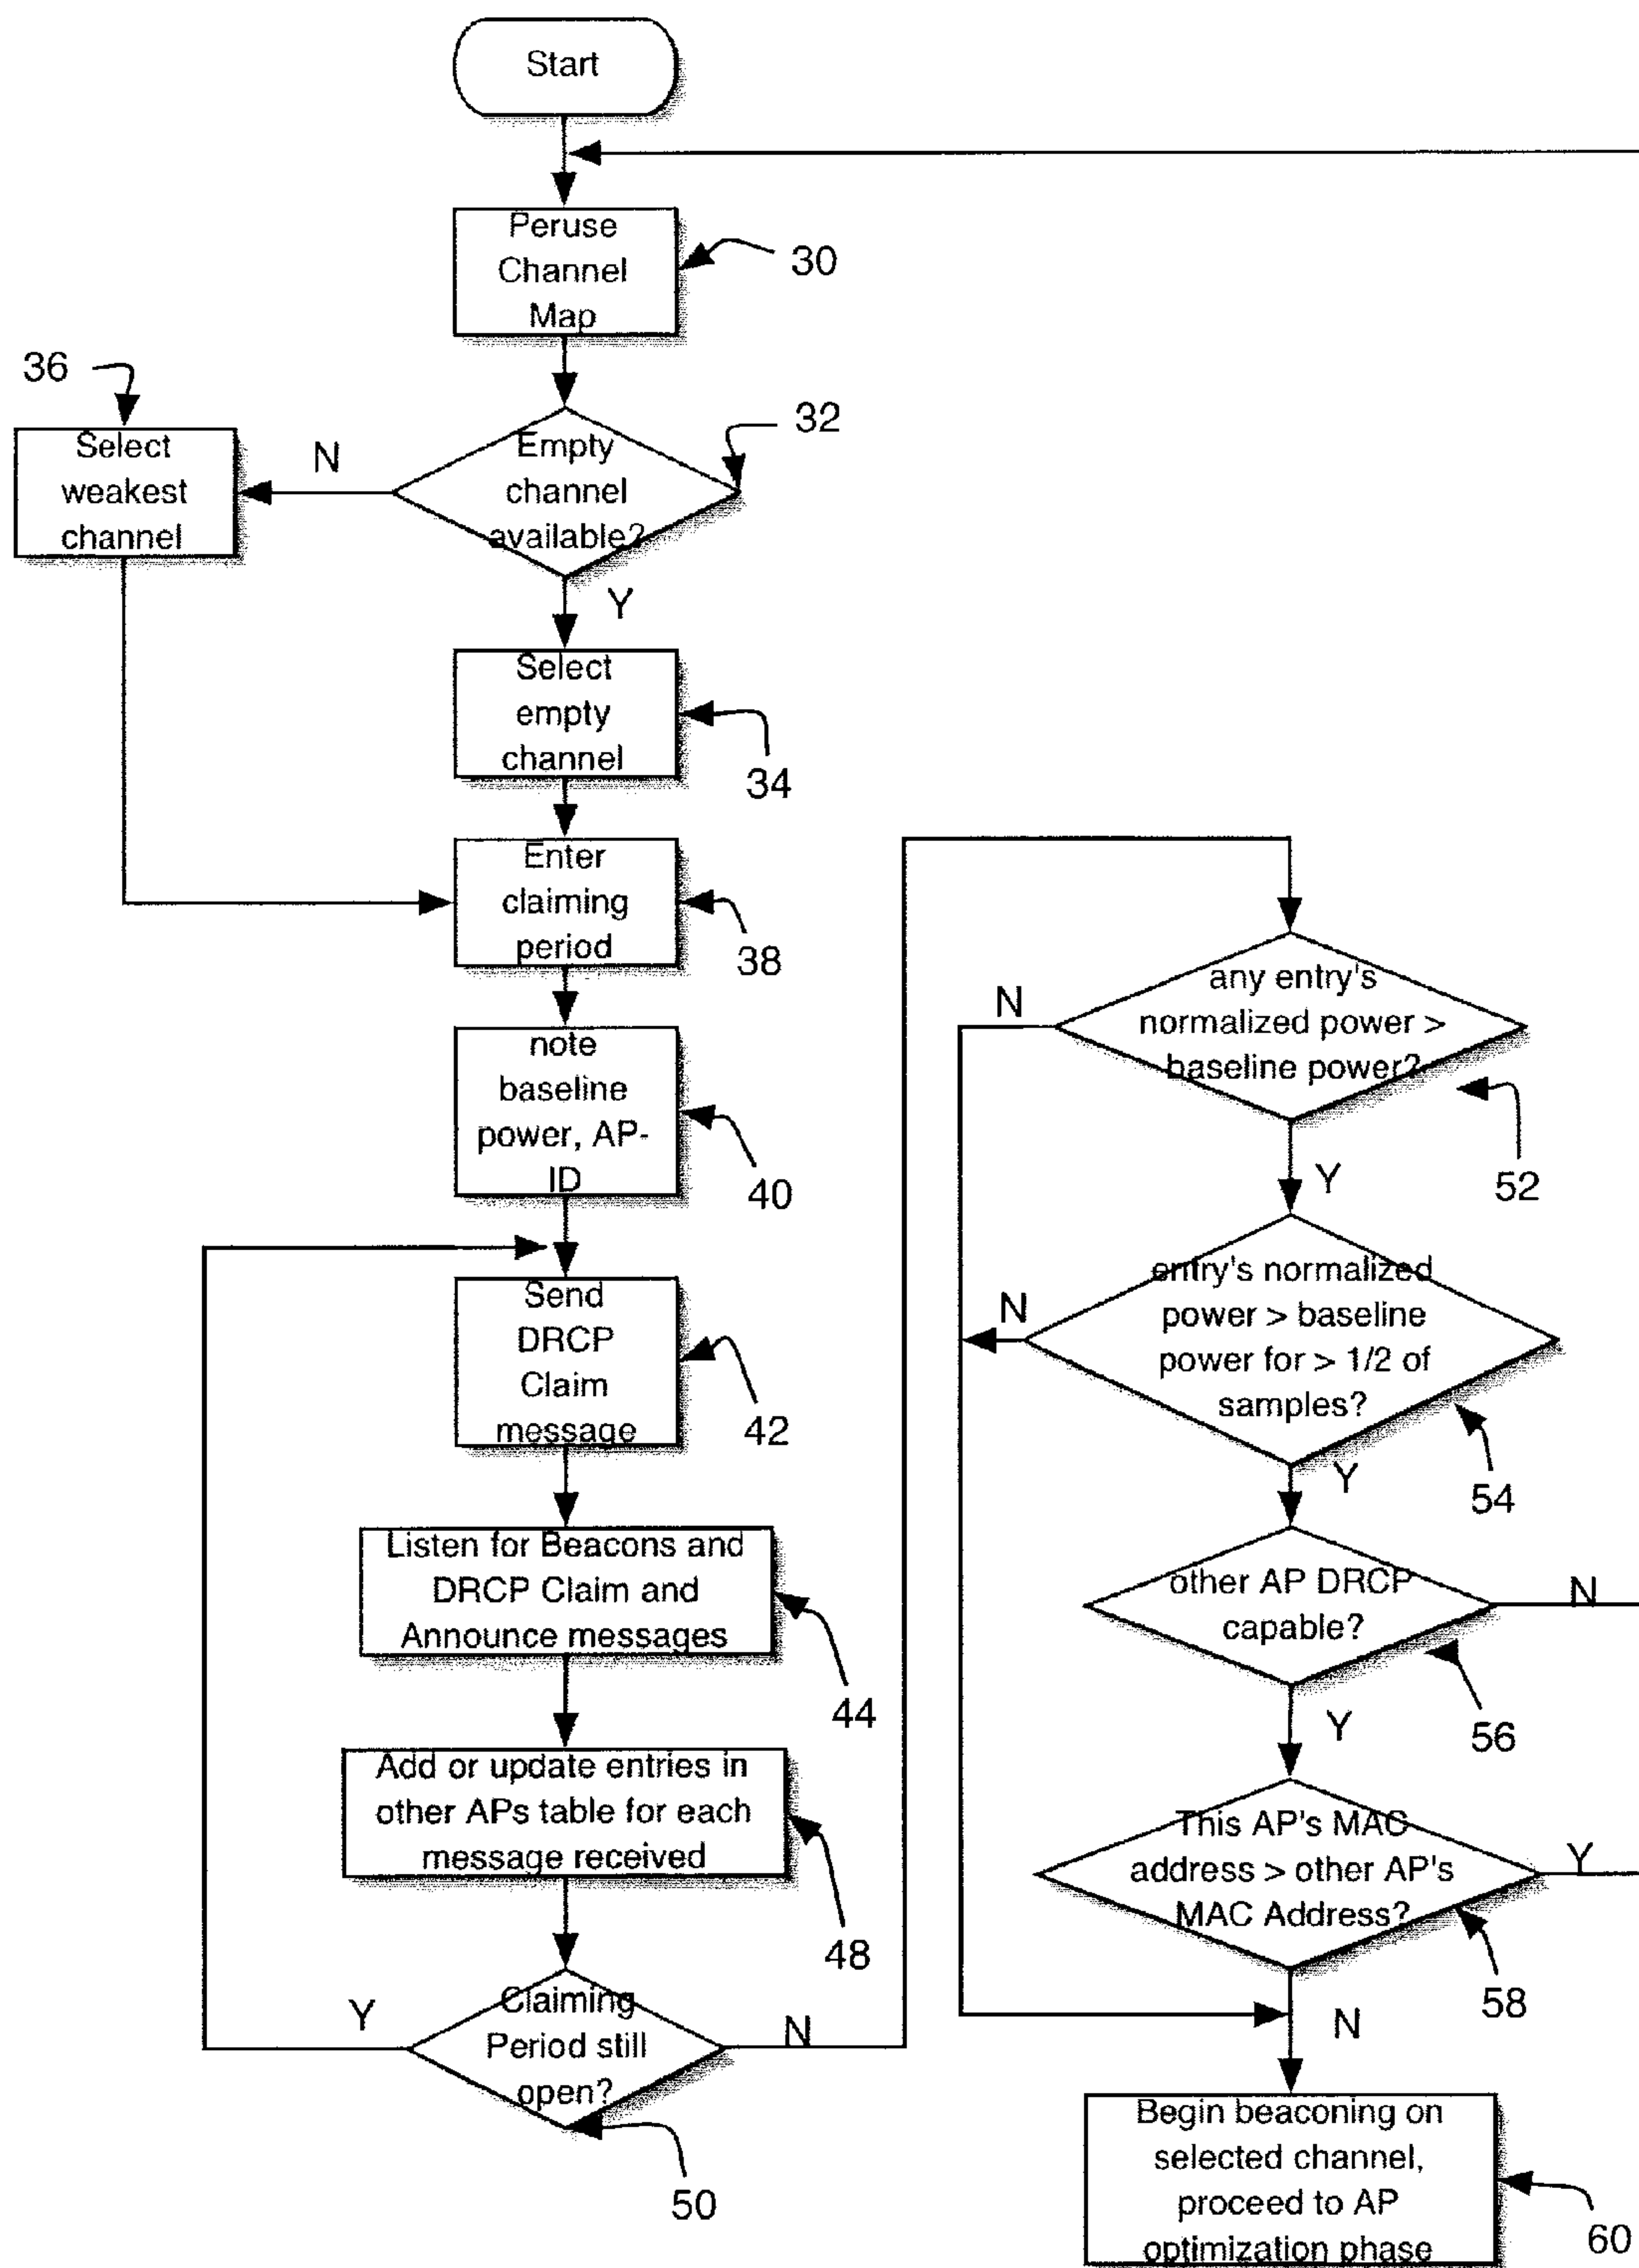 Start
Peruse
Channel
Map
30
36
Select
weakest
channel
N
Empty
channel
available?
32
Y
Select
empty
channel
34
Enter
claiming
period
38
note
baseline
power, AP-
ID
40
Send
DRCP
Claim
message
42
Listen for Beacons and
DRCP Claim and
Announce messages
44
Add or update entries in
other APs table for each
message received
48
Y
Claiming
Period still
open?
N
50
N
any entry's
normalized power >
baseline power?
52
Y
N
entry's normalized
power > baseline
power for > 1/2 of
samples?
54
Y
other AP DRCP
capable?
N
56
Y
This AP's MAC
address > other AP's
MAC Address?
Y
58
N
Begin beaconing on
selected channel,
proceed to AP
optimization phase
60